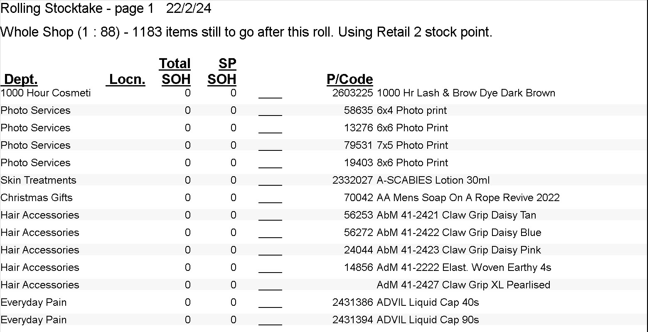 Rolling Stocktake - page 1 22/2/24
Whole Shop (1 : 88) - 1183 items still to go after this roll. Using Retail 2 stock point.
Total SP
Dept. Locn. SOH SOH P/Code
1000 Hour Cosmeti 0 0 ____ 2603225 1000 Hr Lash & Brow Dye Dark Brown
Photo Services 0 0 ____ 58635 6x4 Photo print
Photo Services 0 0 ____ 13276 6x6 Photo Print
Photo Services 0 0 ____ 79531 7x5 Photo Print
Photo Services 0 0 ____ 19403 8x6 Photo Print
Skin Treatments 0 0 ____ 2332027 A-SCABIES Lotion 30ml
Christmas Gifts 0 0 ____ 70042 AA Mens Soap On A Rope Revive 2022
Hair Accessories 0 0 ____ 56253 AbM 41-2421 Claw Grip Daisy Tan
Hair Accessories 0 0 ____ 56272 AbM 41-2422 Claw Grip Daisy Blue
Hair Accessories 0 0 ____ 24044 AbM 41-2423 Claw Grip Daisy Pink
Hair Accessories 0 0 ____ 14856 AdM 41-2222 Elast. Woven Earthy 4s
Hair Accessories 0 0 ____ AdM 41-2427 Claw Grip XL Pearlised
Everyday Pain 0 0 ____ 2431386 ADVIL Liquid Cap 40s
Everyday Pain 0 0 ____ 2431394 ADVIL Liquid Cap 90s